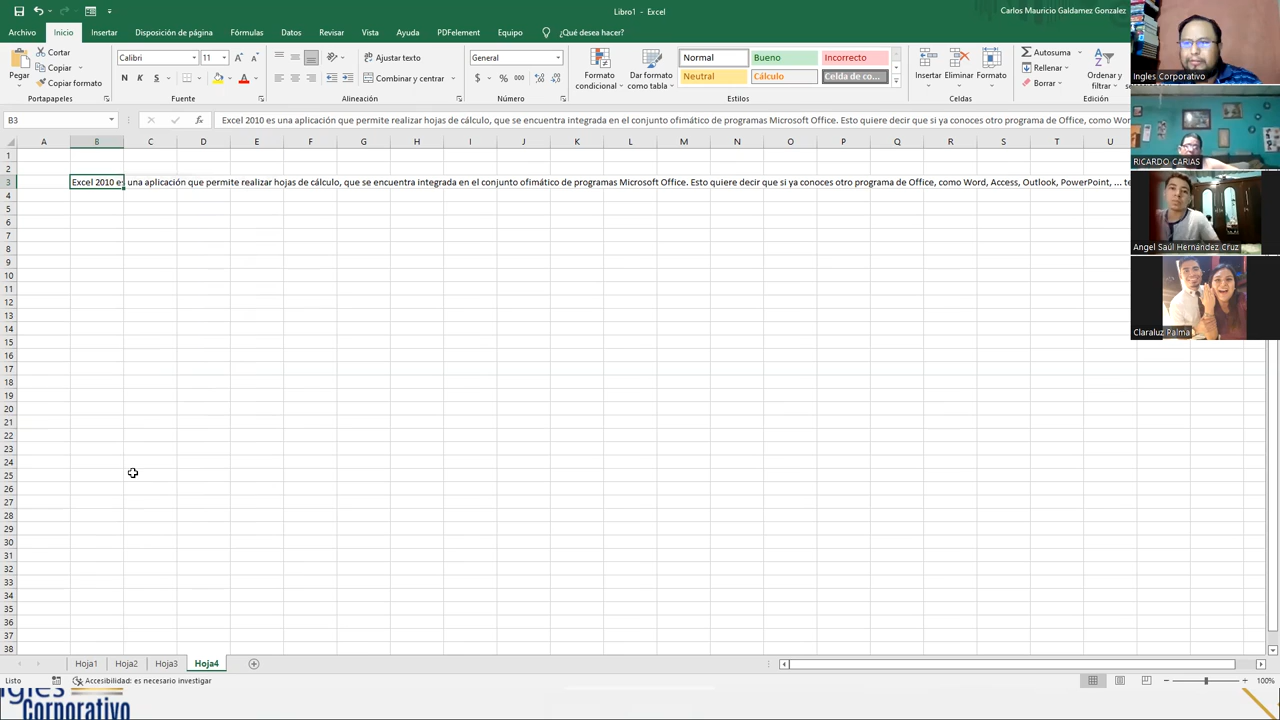 Libro1 - Excel
Carlos Mauricio Galdamez Gonzalez
Archivo Inicio Insertar Disposición de página Fórmulas Datos Revisar Vista Ayuda PDFelement Equipo ¿Qué desea hacer?
Pegar
Cortar
Copiar
Copiar formato
Portapapeles
Calibri 11
N K S
Fuente
Ajustar texto
Combinar y centrar
Alineación
General
$ % 000
Número
Formato condicional
Dar formato como tabla
Normal Bueno Incorrecto
Neutral Cálculo Celda de co...
Estilos
Insertar Eliminar Formato
Celdas
Autosuma
Rellenar
Borrar
Ordenar y filtrar
Edición
B3
fx
Excel 2010 es una aplicación que permite realizar hojas de cálculo, que se encuentra integrada en el conjunto ofimático de programas Microsoft Office. Esto quiere decir que si ya conoces otro programa de Office, como Wor
A B C D E F G H I J K L M N O P Q R S T U
1
2
3 Excel 2010 es una aplicación que permite realizar hojas de cálculo, que se encuentra integrada en el conjunto ofimático de programas Microsoft Office. Esto quiere decir que si ya conoces otro programa de Office, como Word, Access, Outlook, PowerPoint, ... te
4
5
6
7
8
9
10
11
12
13
14
15
16
17
18
19
20
21
22
23
24
25
26
27
28
29
30
31
32
33
34
35
36
37
38
Ingles Corporativo
RICARDO CARIAS
Angel Saúl Hernández Cruz
Claraluz Palma
Hoja1 Hoja2 Hoja3 Hoja4
Listo
Accesibilidad: es necesario investigar
100%
Ingles
Corporativo